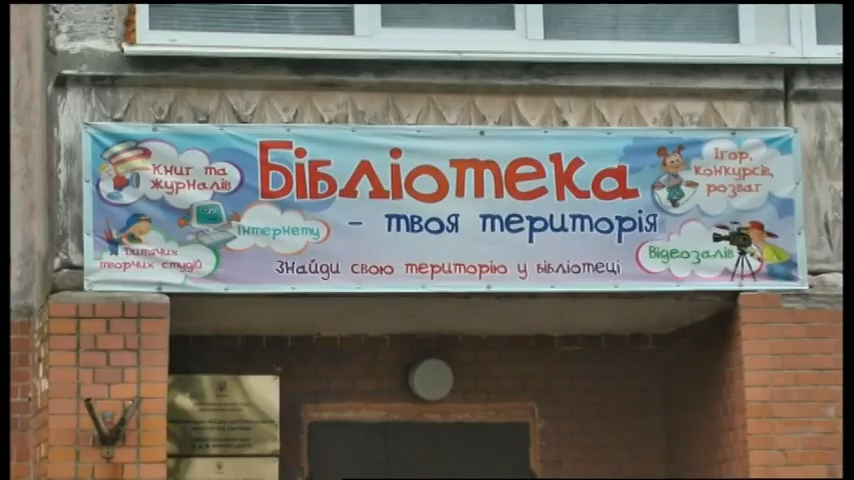 Книг та
журналів
Інтернету
Дитячих
творчих студій
Бібліотека
- твоя територія
Знайди свою територію у бібліотеці
Ігор,
конкурсів,
розваг
Відеозалів